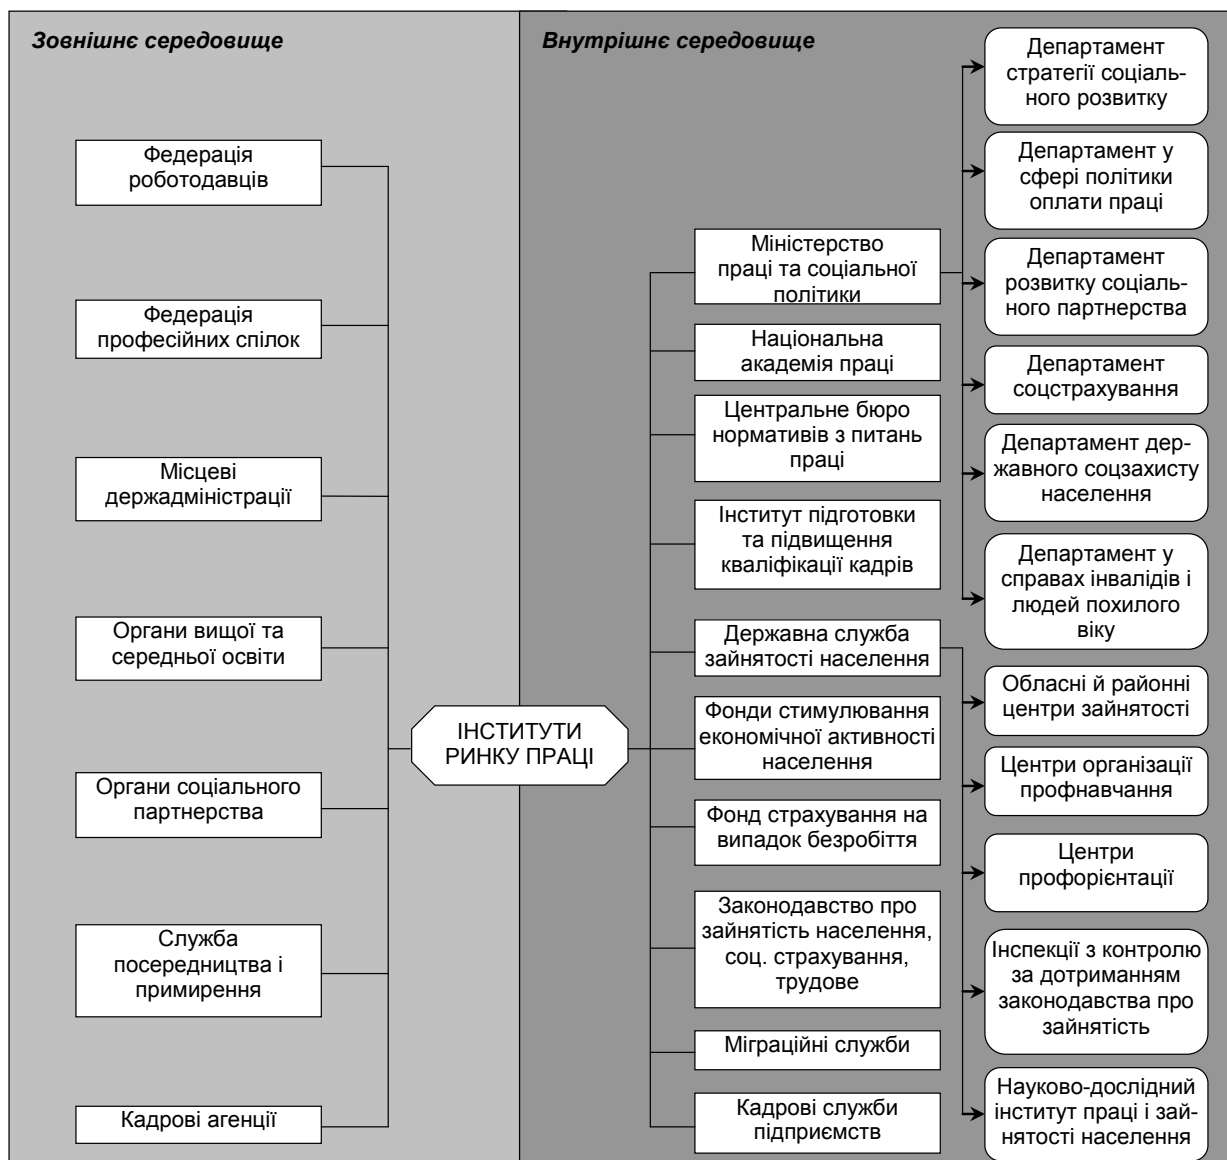 Зовнішнє середовище
Федерація
роботодавців
Федерація
професійних спілок
Місцеві
держадміністрації
Органи вищої та
середньої освіти
Органи соціального
партнерства
Служба
посередництва і
примирення
Кадрові агенції
ІНСТИТУТИ
РИНКУ ПРАЦІ
Внутрішнє середовище
Міністерство
праці та соціальної
політики
Національна
академія праці
Центральне бюро
нормативів з питань
праці
Інститут підготовки
та підвищення
кваліфікації кадрів
Державна служба
зайнятості населення
Фонди стимулювання
економічної активності
населення
Фонд страхування на
випадок безробіття
Законодавство про
зайнятість населення,
соц. страхування,
трудове
Міграційні служби
Кадрові служби
підприємств
Департамент
стратегії соціаль-
ного розвитку
Департамент у
сфері політики
оплати праці
Департамент
розвитку соціаль-
ного партнерства
Департамент
соцстрахування
Департамент дер-
жавного соцзахисту
населення
Департамент у
справах інвалідів і
людей похилого
віку
Обласні й районні
центри зайнятості
Центри організації
профнавчання
Центри
профорієнтації
Інспекції з контролю
за дотриманням
законодавства про
зайнятість
Науково-дослідний
інститут праці і зай-
нятості населення